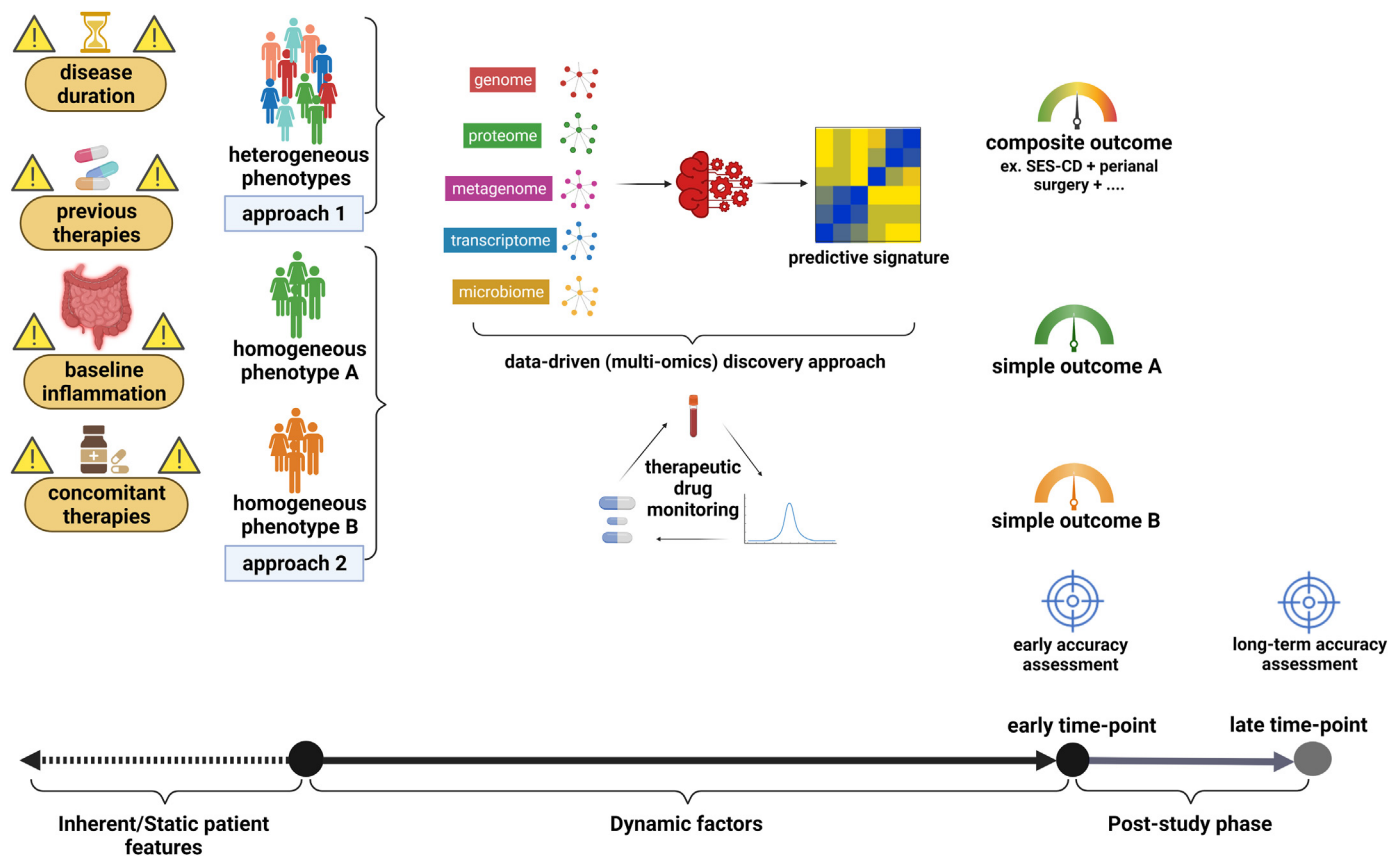 disease
duration
previous
therapies
baseline
inflammation
concomitant
therapies
heterogeneous
phenotypes
approach 1
homogeneous
phenotype A
homogeneous
phenotype B
approach 2
genome
proteome
metagenome
transcriptome
microbiome
predictive signature
data-driven (multi-omics) discovery approach
therapeutic
drug
monitoring
composite outcome
ex. SES-CD + perianal
surgery + ....
simple outcome A
simple outcome B
early accuracy
assessment
long-term accuracy
assessment
early time-point
late time-point
Inherent/Static patient
features
Dynamic factors
Post-study phase